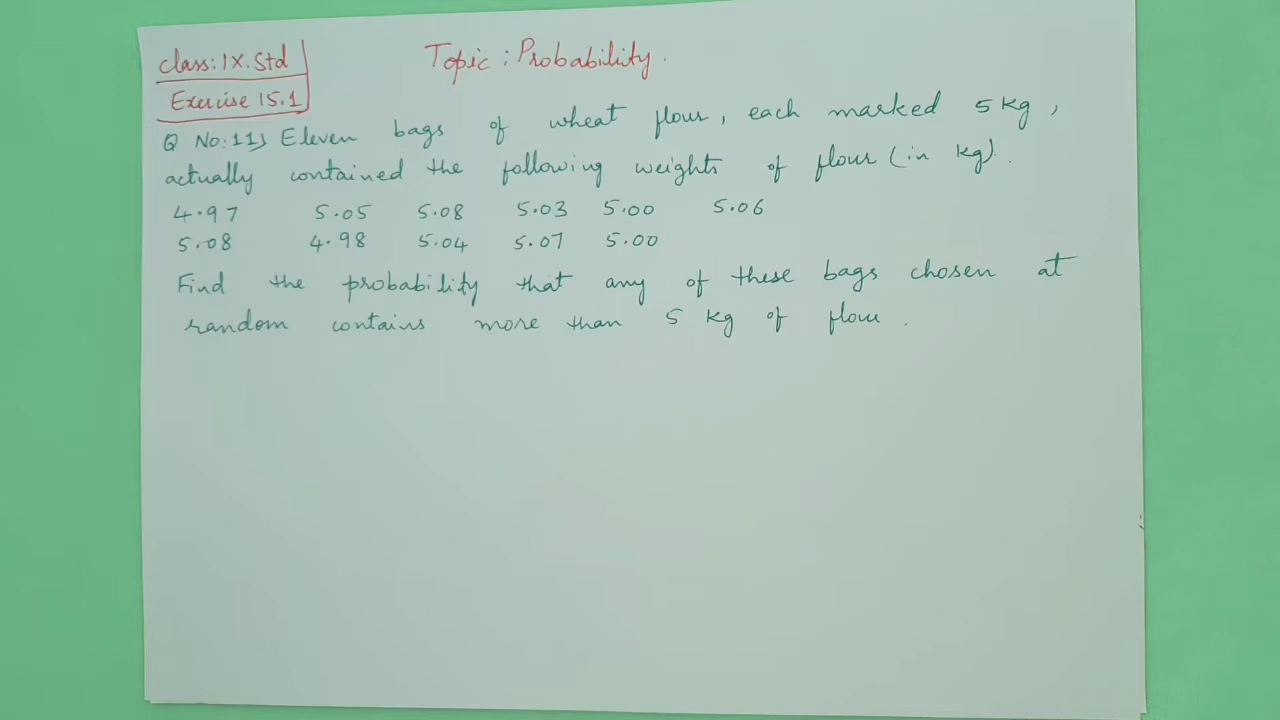 class: IX. Std
Topic : Probability.
Exercise 15.1
Q No: 11) Eleven bags of wheat flour, each marked 5 kg,
actually contained the following weights of flour (in kg).
4.97 5.05 5.08 5.03 5.00 5.06
5.08 4.98 5.04 5.07 5.00
Find the probability that any of these bags chosen at
random contains more than 5 kg of flour.